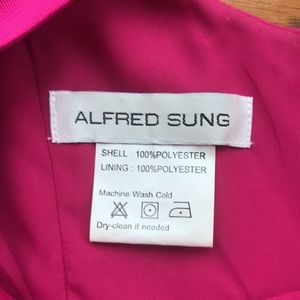 ALFRED SUNG
SHELL 100%POLYESTER
LINING : 100%POLYESTER
Machine Wash Cold
Dry-clean if needed